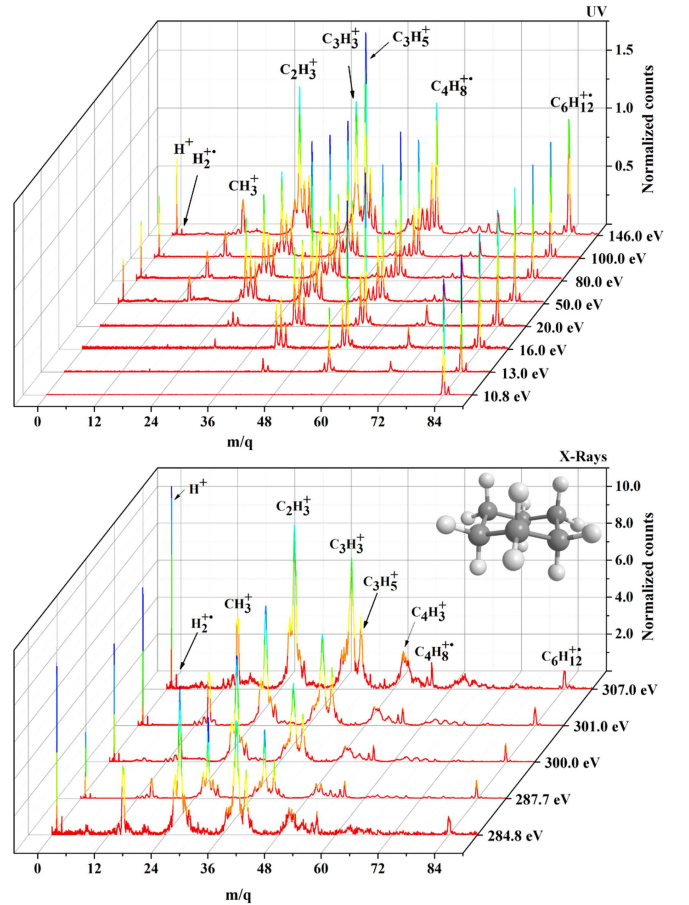 UV
1.5
1.0
0.5
Normalized counts
H⁺
H₂⁺•
CH₃⁺
C₂H₃⁺
C₃H₃⁺
C₃H₅⁺
C₄H₈⁺•
C₆H₁₂⁺•
146.0 eV
100.0 eV
80.0 eV
50.0 eV
20.0 eV
16.0 eV
13.0 eV
10.8 eV
0 12 24 36 48 60 72 84
m/q
X-Rays
10.0
8.0
6.0
4.0
2.0
Normalized counts
H⁺
H₂⁺•
CH₃⁺
C₂H₃⁺
C₃H₃⁺
C₃H₅⁺
C₄H₃⁺
C₄H₈⁺•
C₆H₁₂⁺•
307.0 eV
301.0 eV
300.0 eV
287.7 eV
284.8 eV
0 12 24 36 48 60 72 84
m/q